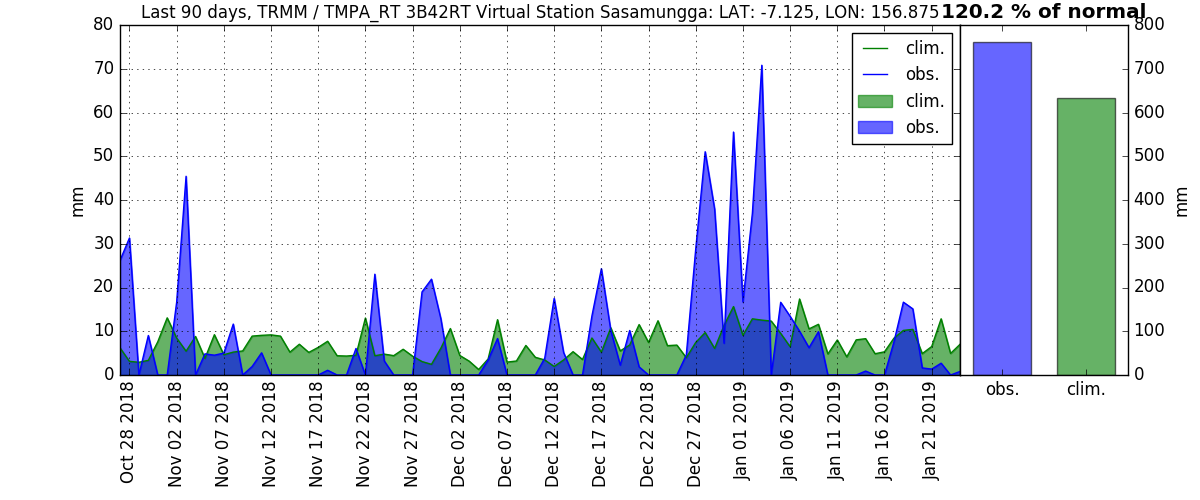 Last 90 days, TRMM / TMPA_RT 3B42RT Virtual Station Sasamungga: LAT: -7.125, LON: 156.875
120.2 % of normal
clim.
obs.
clim.
obs.
mm
80
70
60
50
40
30
20
10
0
Oct 28 2018
Nov 02 2018
Nov 07 2018
Nov 12 2018
Nov 17 2018
Nov 22 2018
Nov 27 2018
Dec 02 2018
Dec 07 2018
Dec 12 2018
Dec 17 2018
Dec 22 2018
Dec 27 2018
Jan 01 2019
Jan 06 2019
Jan 11 2019
Jan 16 2019
Jan 21 2019
obs.
clim.
800
700
600
500
400
300
200
100
0
mm